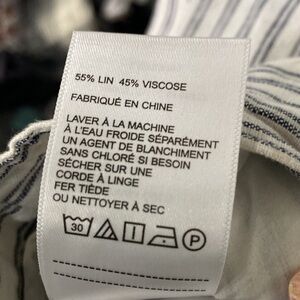 55% LIN 45% VISCOSE
FABRIQUÉ EN CHINE
LAVER À LA MACHINE
À L'EAU FROIDE SÉPARÉMENT
UN AGENT DE BLANCHIMENT
SANS CHLORÉ SI BESOIN
SÉCHER SUR UNE
CORDE À LINGE
FER TIÈDE
OU NETTOYER À SEC
30 P